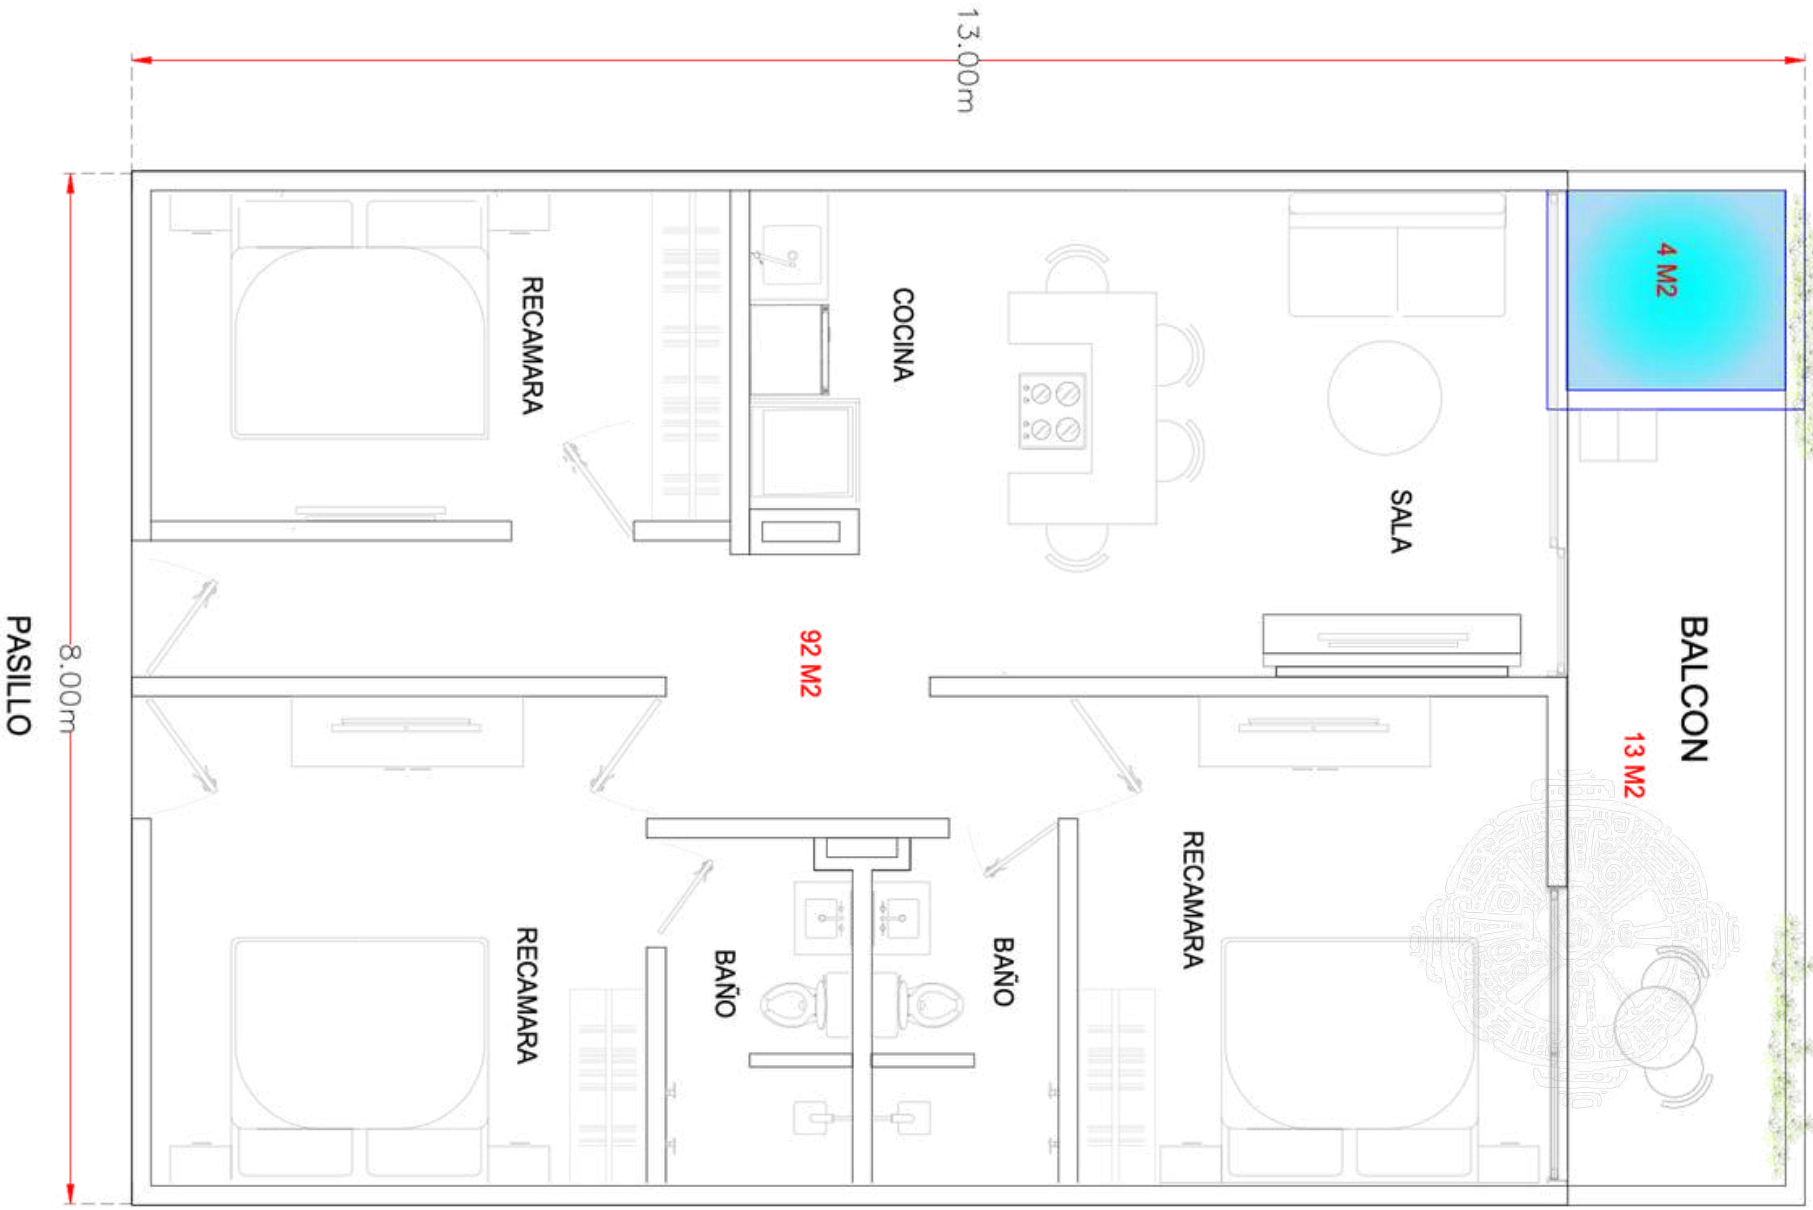 13.00m
4 M2
RECAMARA
COCINA
SALA
BALCON
92 M2
13 M2
8.00m
PASILLO
RECAMARA
RECAMARA
BAÑO
BAÑO